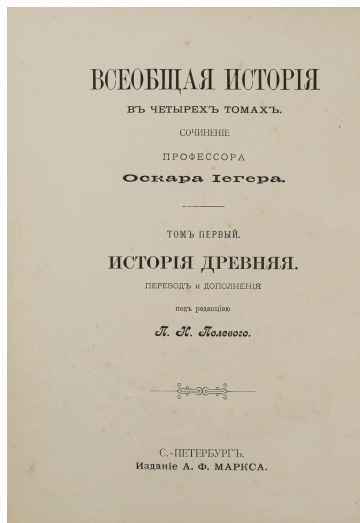 ВСЕОБЩАЯ ИСТОРІЯ
ВЪ ЧЕТЫРЕХЪ ТОМАХЪ.
СОЧИНЕНІЕ
ПРОФЕССОРА
Оскара Іегера.
ТОМЪ ПЕРВЫЙ.
ИСТОРІЯ ДРЕВНЯЯ.
ПЕРЕВОДЪ и ДОПОЛНЕНІЯ
подъ редакціею
П. Н. Полевого.
С.-ПЕТЕРБУРГЪ.
Изданіе А. Ф. МАРКСА.